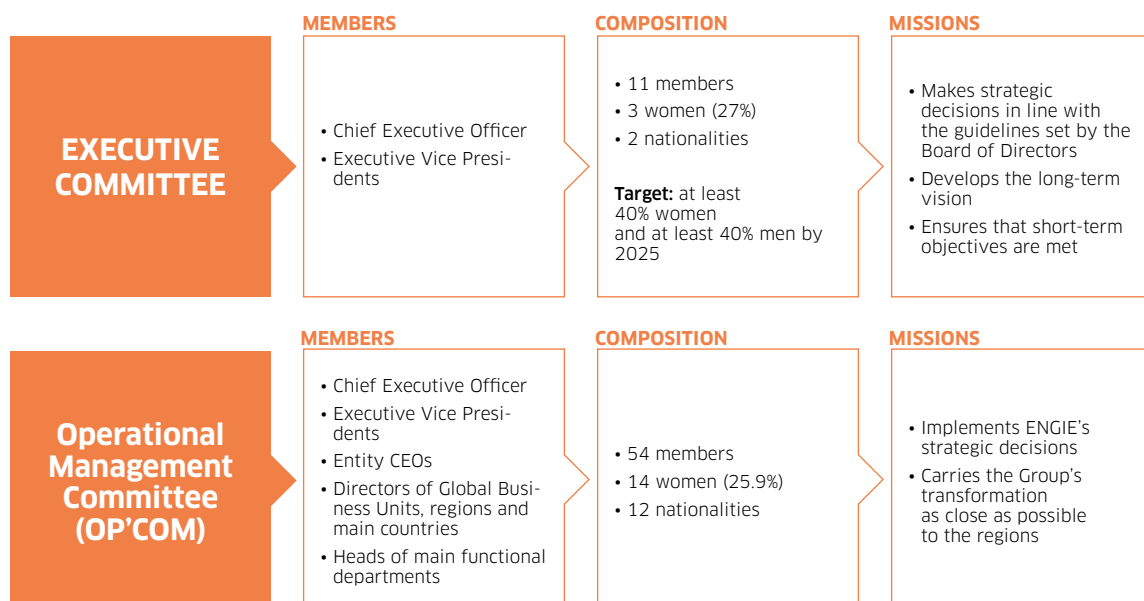 EXECUTIVE
COMMITTEE
MEMBERS
• Chief Executive Officer
• Executive Vice Presi-
dents
COMPOSITION
• 11 members
• 3 women (27%)
• 2 nationalities
Target: at least
40% women
and at least 40% men by
2025
MISSIONS
• Makes strategic
decisions in line with
the guidelines set by the
Board of Directors
• Develops the long-term
vision
• Ensures that short-term
objectives are met
Operational
Management
Committee
(OP’COM)
MEMBERS
• Chief Executive Officer
• Executive Vice Presi-
dents
• Entity CEOs
• Directors of Global Busi-
ness Units, regions and
main countries
• Heads of main functional
departments
COMPOSITION
• 54 members
• 14 women (25.9%)
• 12 nationalities
MISSIONS
• Implements ENGIE’s
strategic decisions
• Carries the Group’s
transformation
as close as possible
to the regions